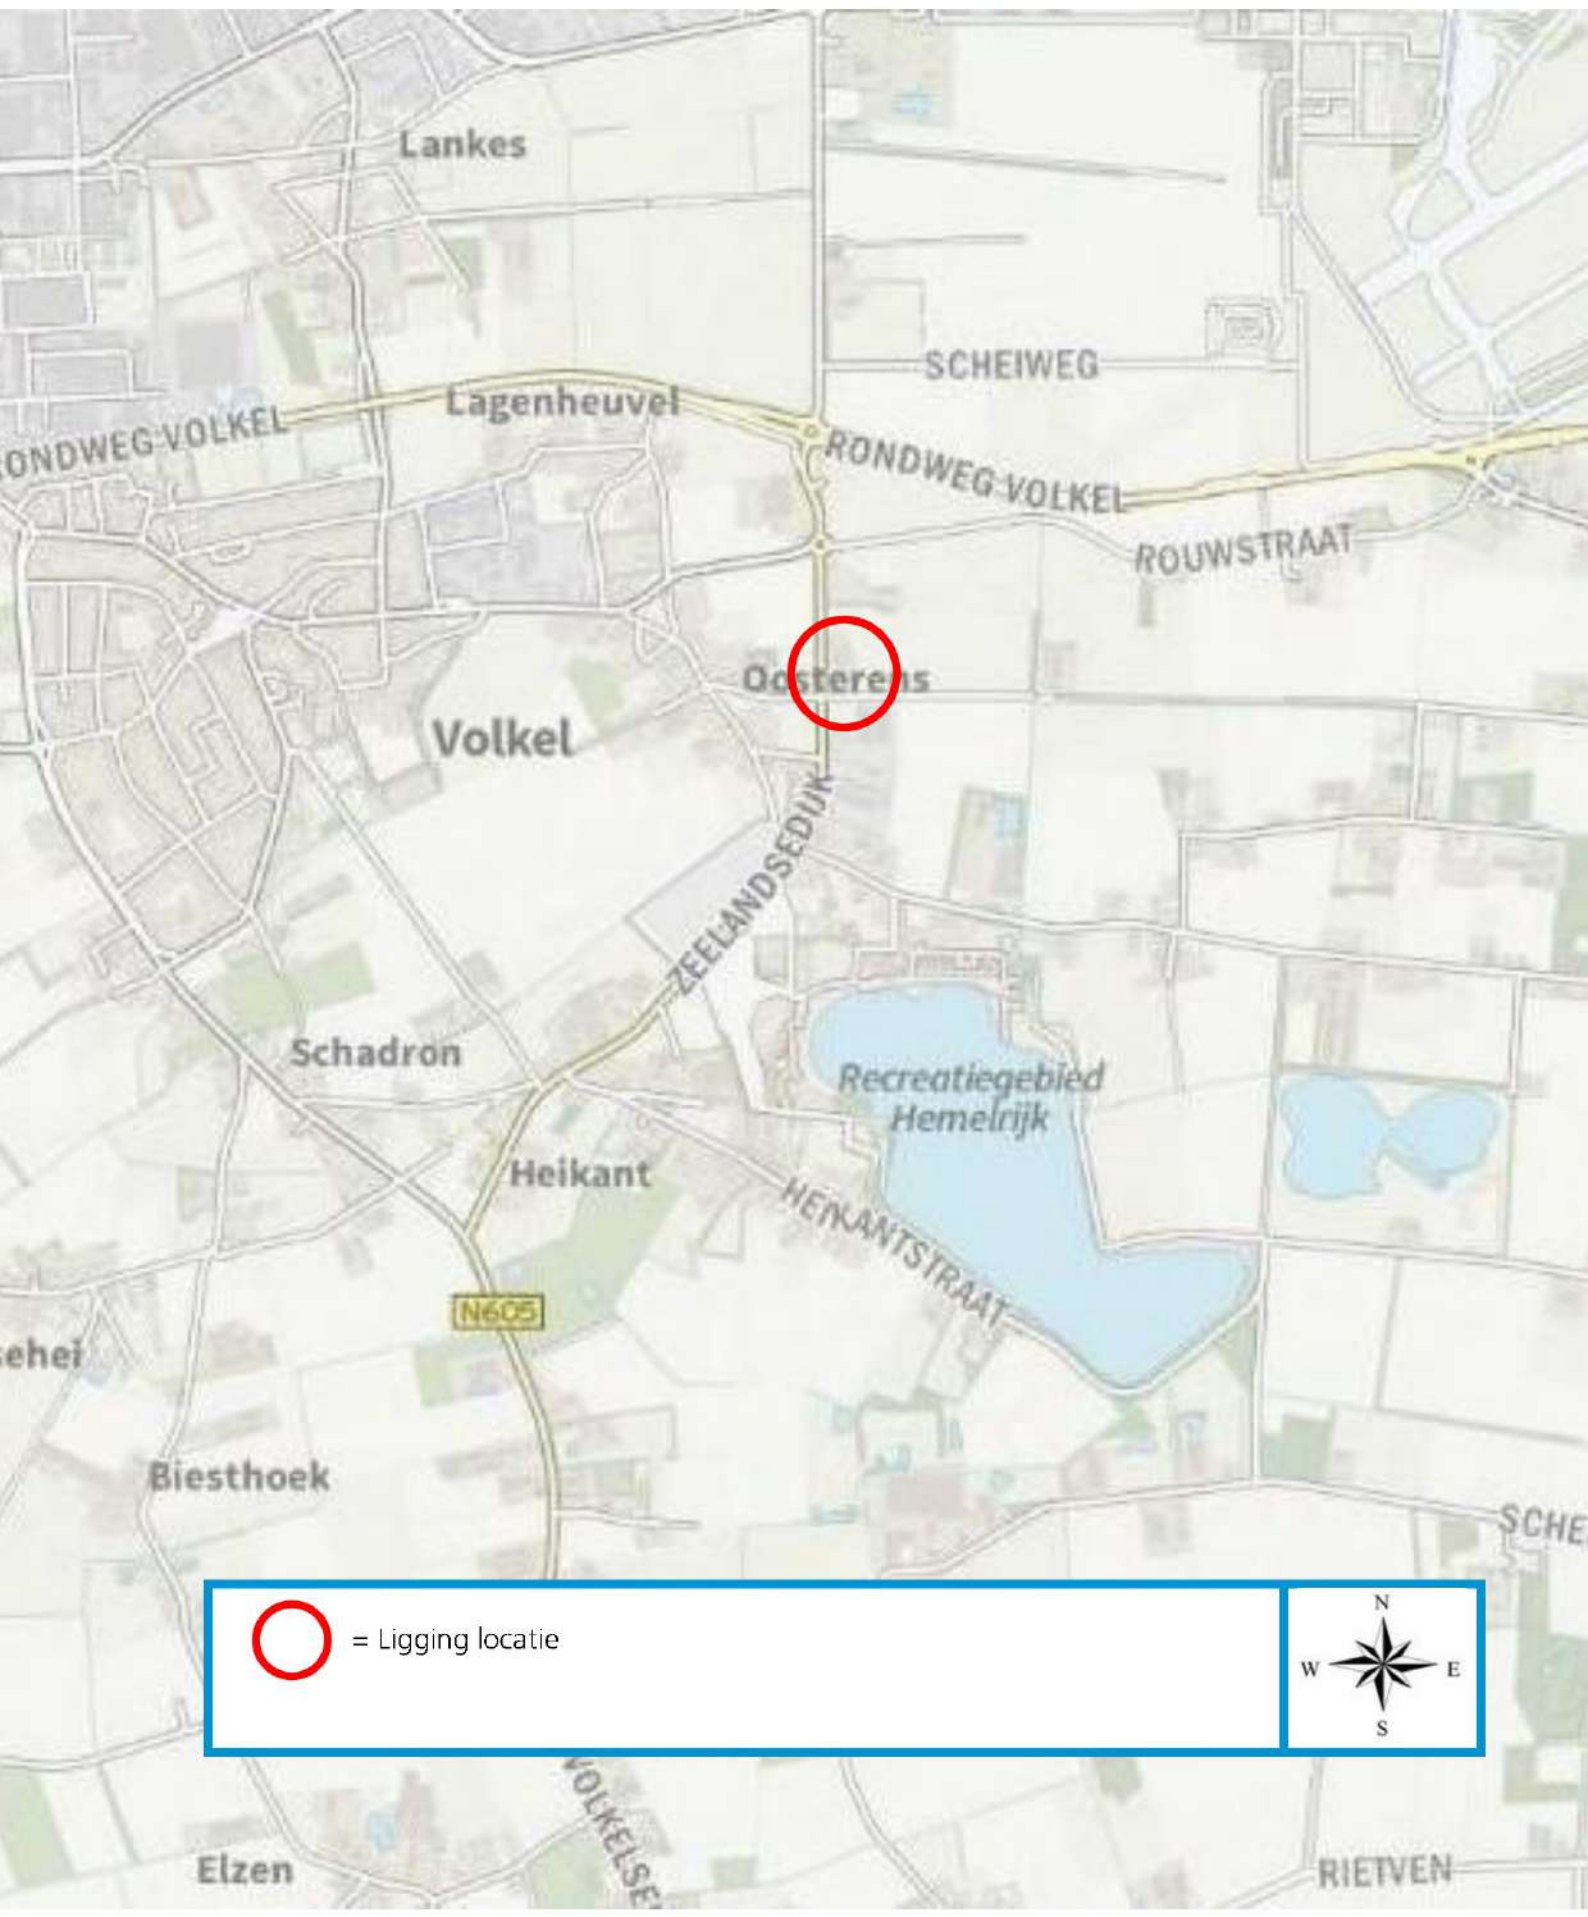 Lankes
SCHEIWEG
Lagenheuvel
RONDWEG VOLKEL
RONDWEG VOLKEL
ROUWSTRAAT
Oosterens
Volkel
ZEELANDSEDIJK
Schadron
Recreatiegebied
Hemelrijk
Heikant
HEIKANTSTRAAT
N605
sehei
Biesthoek
SCHE
= Ligging locatie
N
W
E
S
VOLKELSE
Elzen
RIETVEN